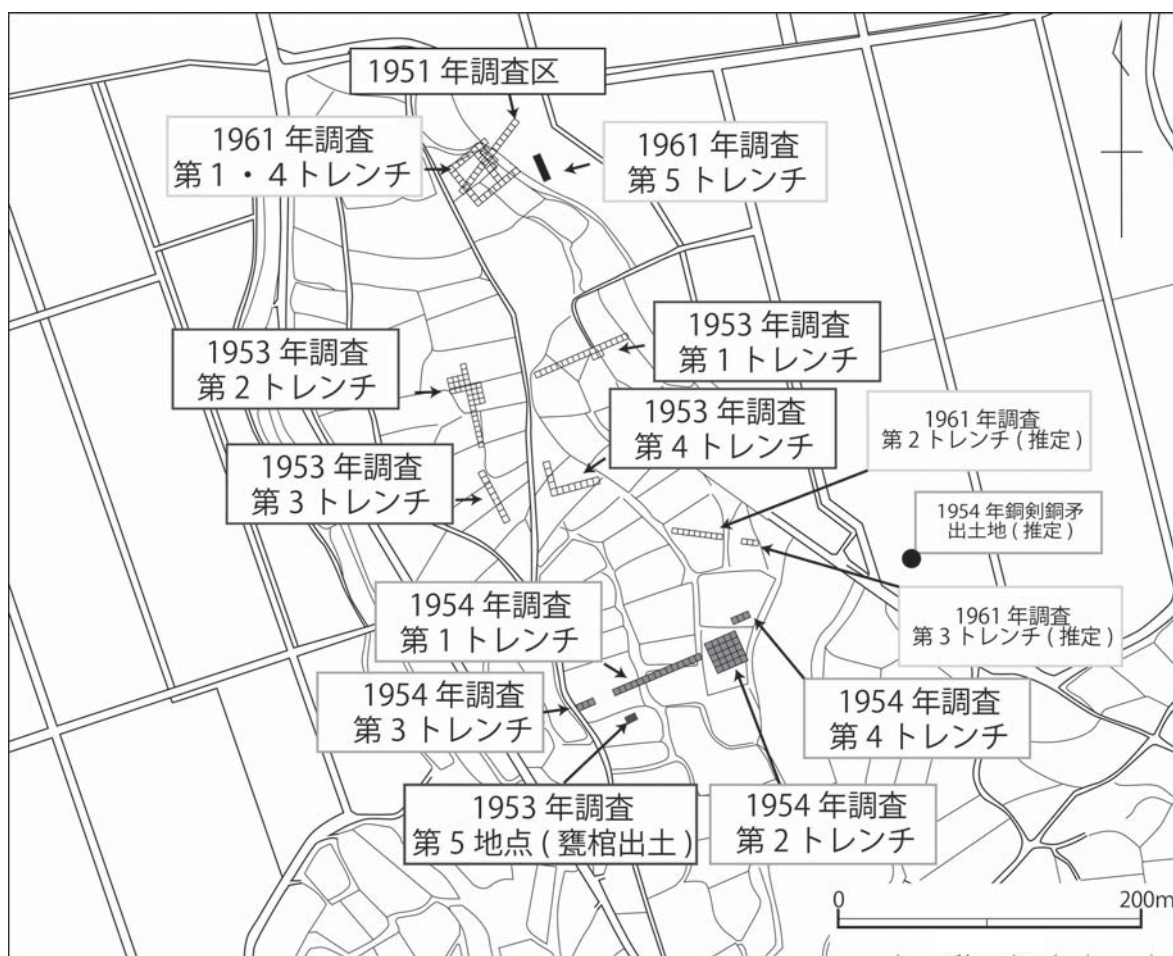 1951 年調査区
1961 年調査
第 1 ・ 4 トレンチ
1961 年調査
第 5 トレンチ
1953 年調査
第 1 トレンチ
1953 年調査
第 2 トレンチ
1953 年調査
第 4 トレンチ
1961 年調査
第 2 トレンチ ( 推定 )
1953 年調査
第 3 トレンチ
1954 年銅剣銅矛
出土地 ( 推定 )
1954 年調査
第 1 トレンチ
1961 年調査
第 3 トレンチ ( 推定 )
1954 年調査
第 3 トレンチ
1954 年調査
第 4 トレンチ
1953 年調査
第 5 地点 ( 甕棺出土 )
1954 年調査
第 2 トレンチ
0 200m